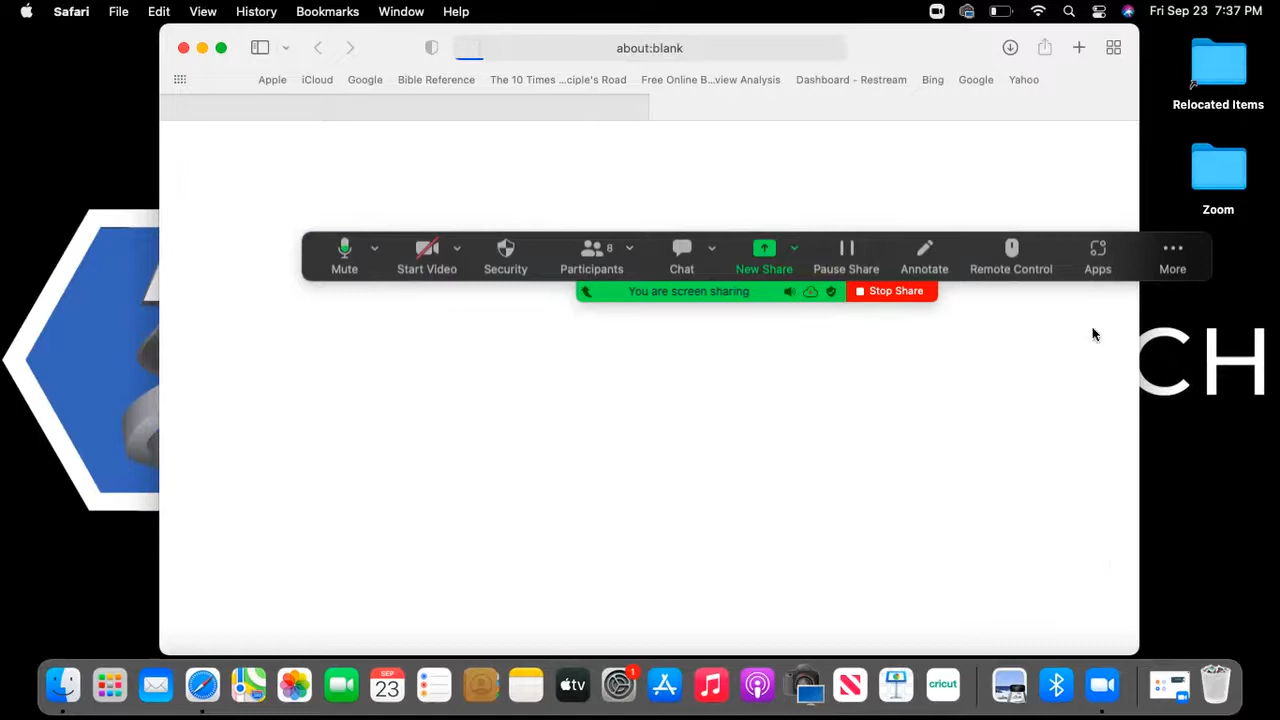 Safari File Edit View History Bookmarks Window Help Fri Sep 23 7:37 PM
about:blank
Apple iCloud Google Bible Reference The 10 Times ...ciple's Road Free Online B...view Analysis Dashboard - Restream Bing Google Yahoo
Relocated Items
Zoom
8
Mute Start Video Security Participants Chat New Share Pause Share Annotate Remote Control Apps More
You are screen sharing Stop Share
CH
SEP
23
tv
1
cricut